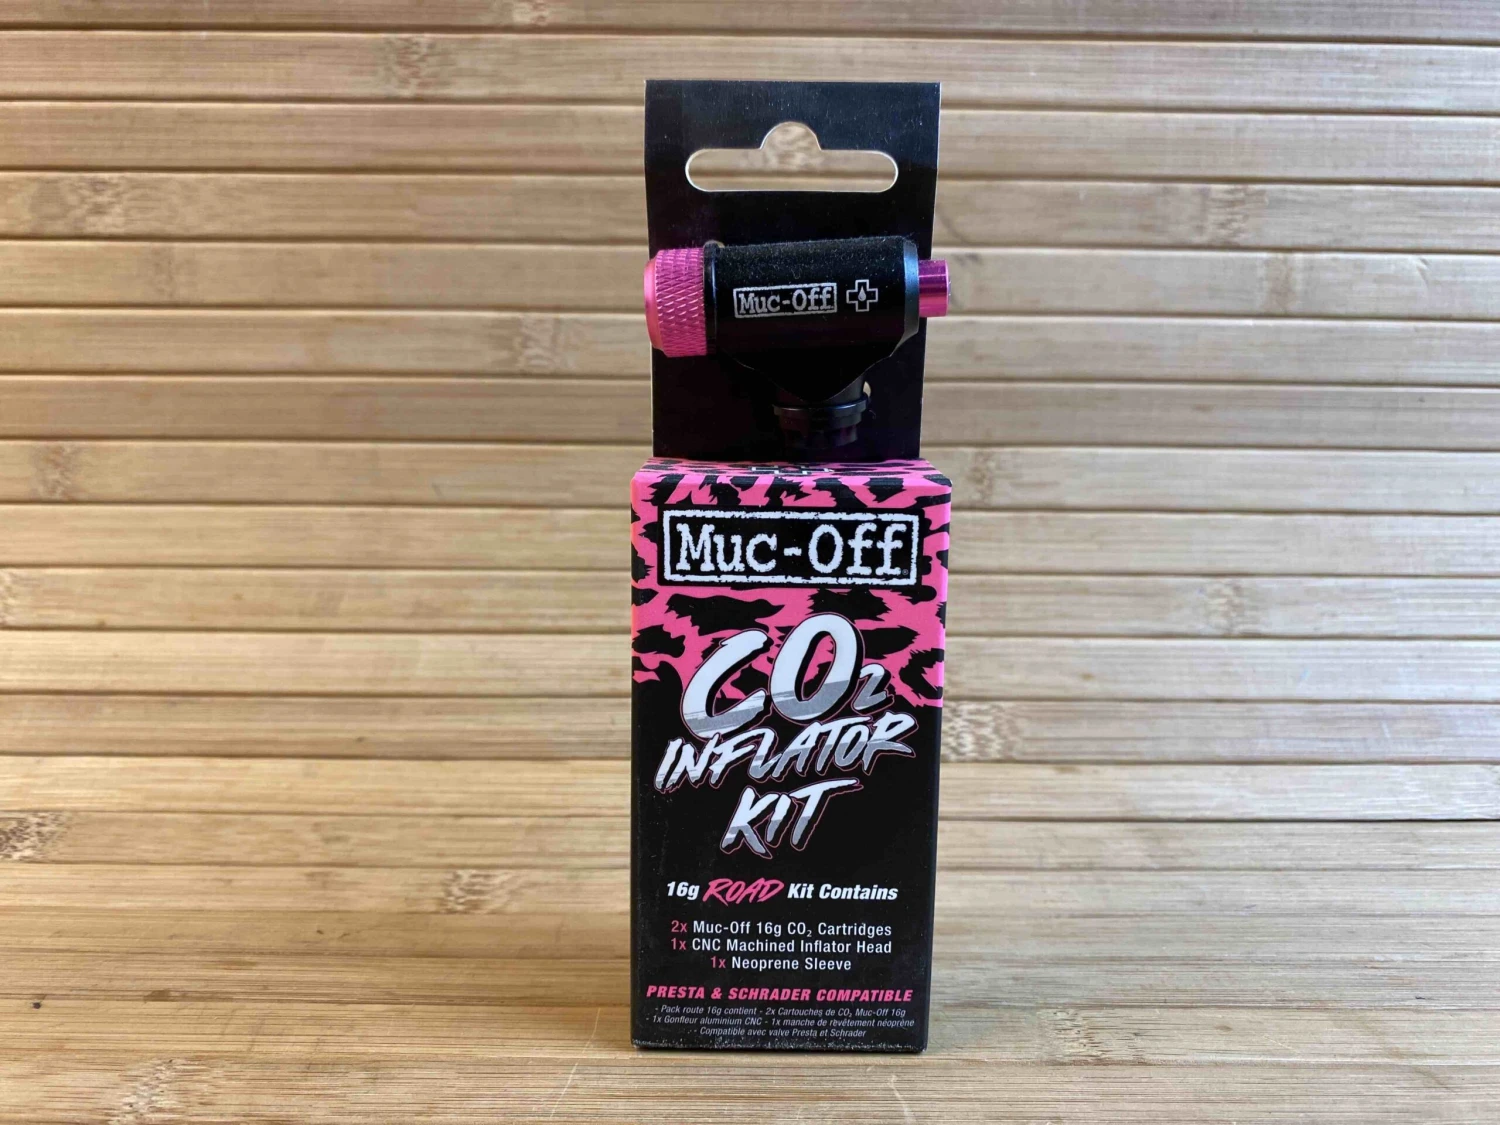 Muc-Off
Muc-Off
CO₂
INFLATOR
KIT
16g ROAD Kit Contains
2x Muc-Off 16g CO₂ Cartridges
1x CNC Machined Inflator Head
1x Neoprene Sleeve
PRESTA & SCHRADER COMPATIBLE
- Pack route 16g contient - 2x Cartouches de CO₂ Muc-Off 16g
- 1x Gonfleur aluminium CNC - 1x manche de revêtement néoprène
- Compatible avec valve Presta et Schrader